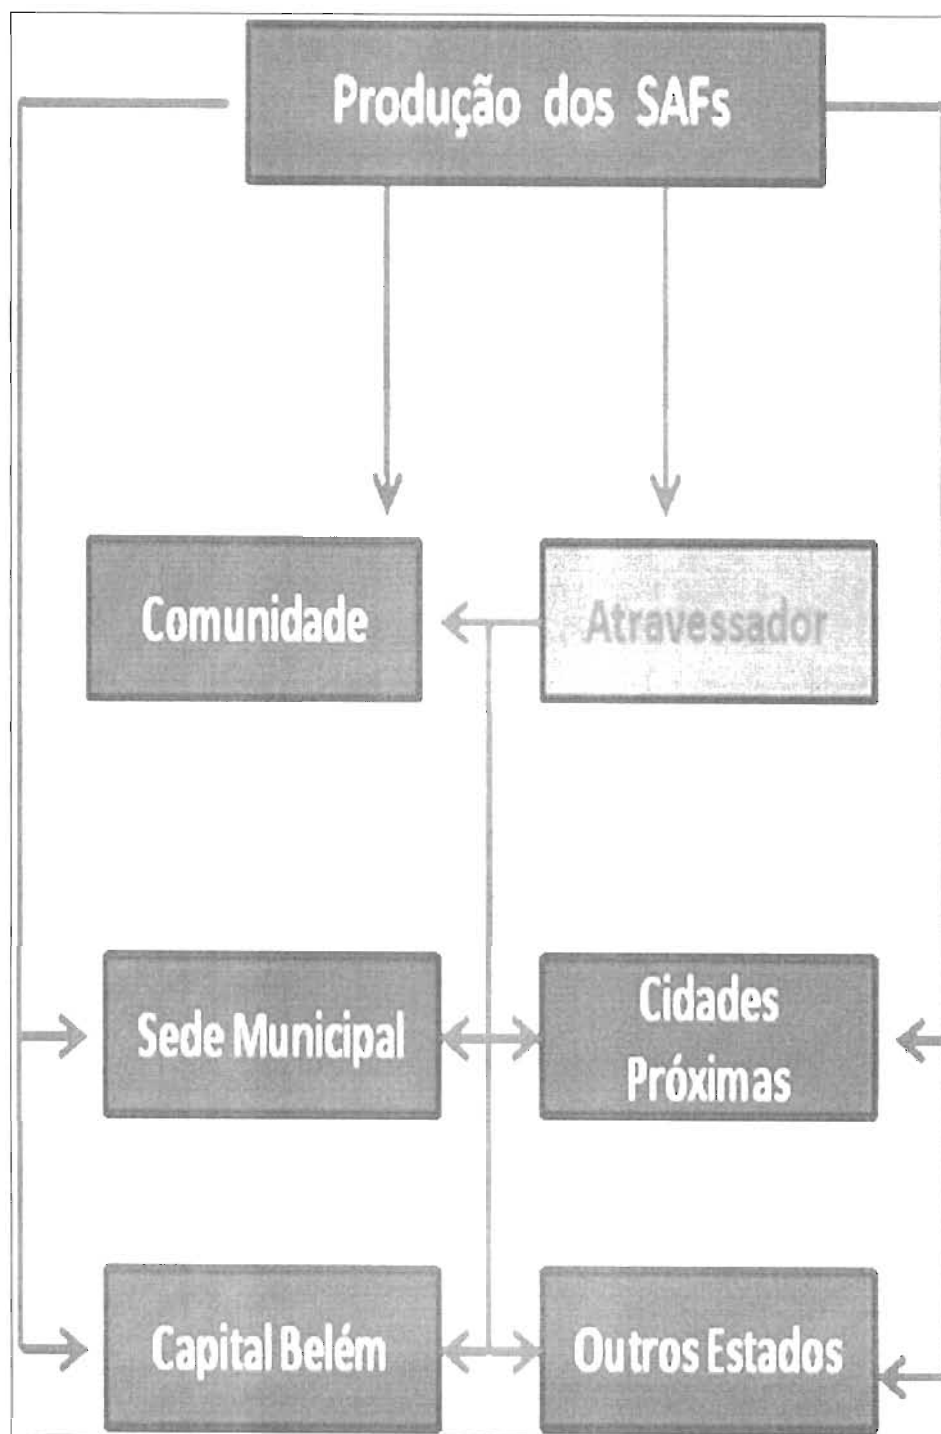 Produção dos SAFs
Comunidade
Atravessador
Sede Municipal
Cidades
Próximas
Capital Belém
Outros Estados